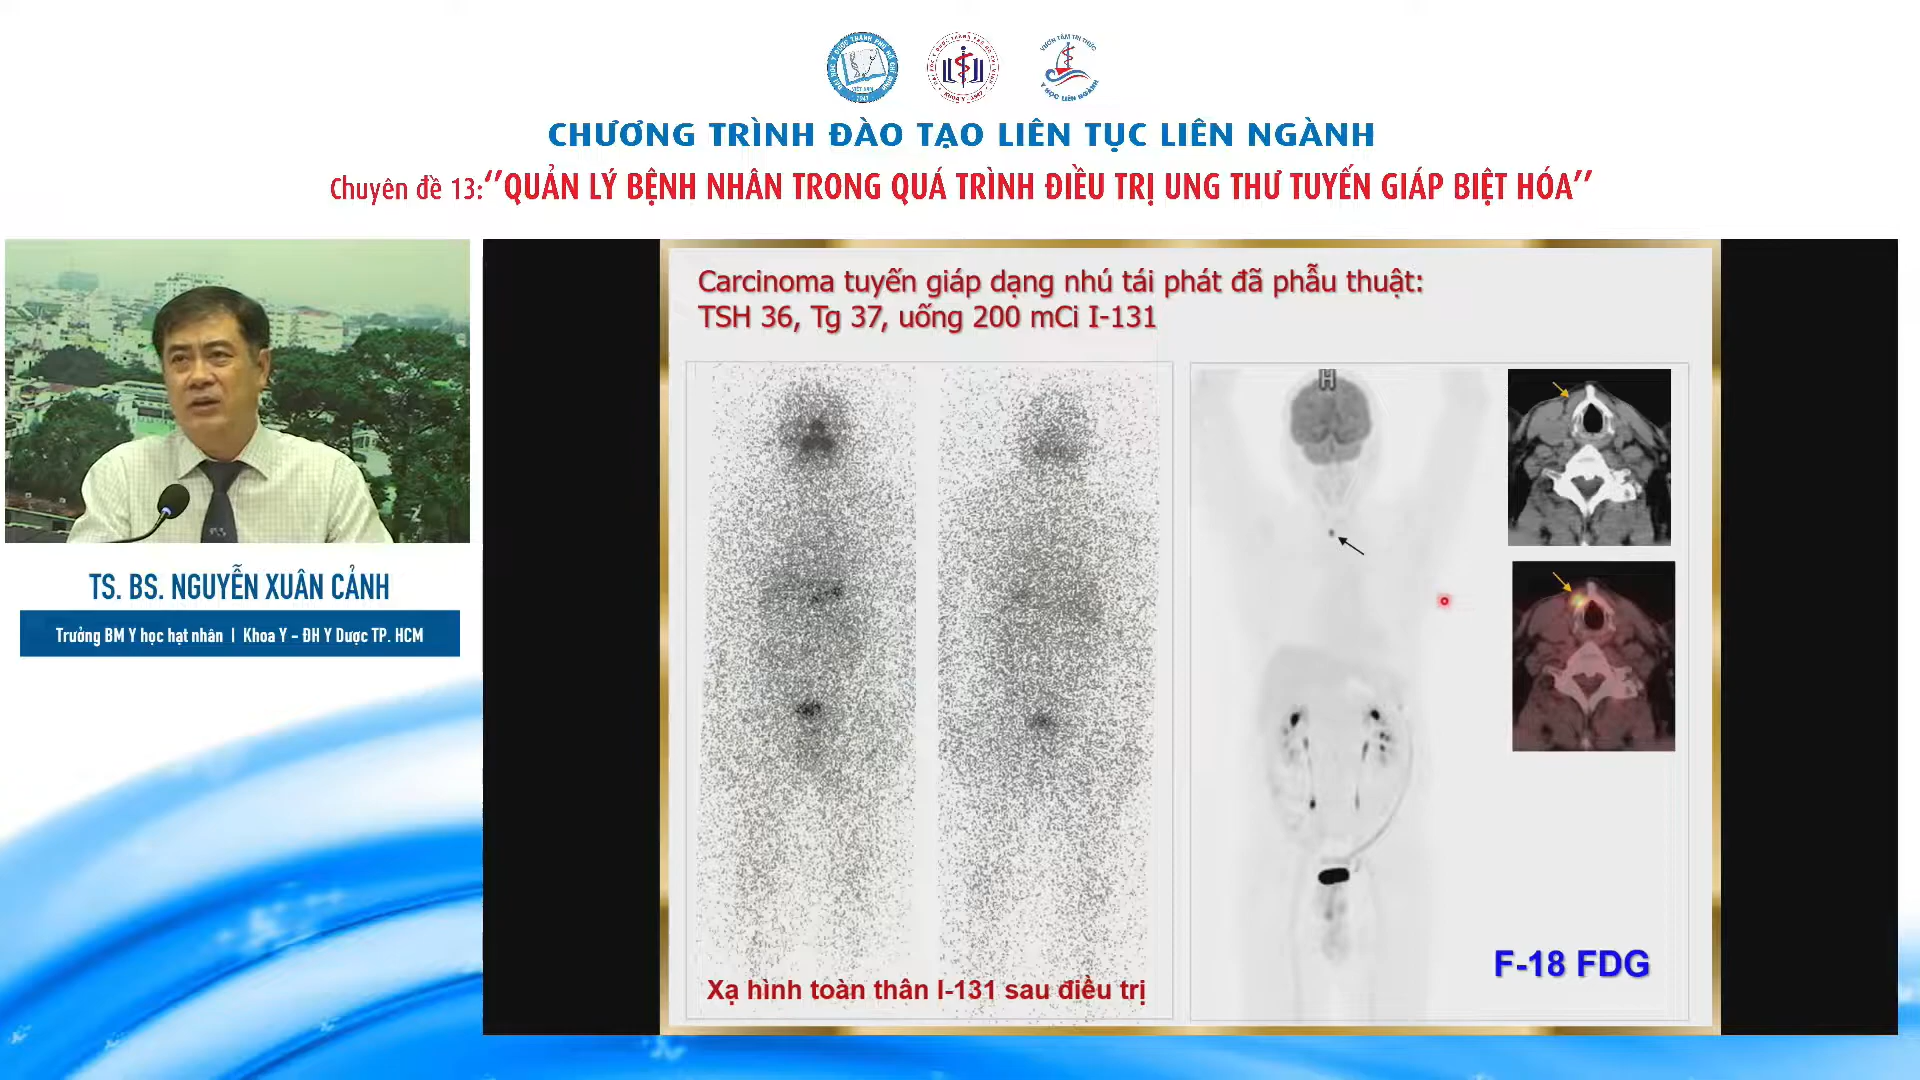 CHƯƠNG TRÌNH ĐÀO TẠO LIÊN TỤC LIÊN NGÀNH
Chuyên đề 13:‘‘QUẢN LÝ BỆNH NHÂN TRONG QUÁ TRÌNH ĐIỀU TRỊ UNG THƯ TUYẾN GIÁP BIỆT HÓA’’
Carcinoma tuyến giáp dạng nhú tái phát đã phẫu thuật:
TSH 36, Tg 37, uống 200 mCi I-131
H
TS. BS. NGUYỄN XUÂN CẢNH
Trưởng BM Y học hạt nhân | Khoa Y - ĐH Y Dược TP. HCM
Xạ hình toàn thân I-131 sau điều trị
F-18 FDG